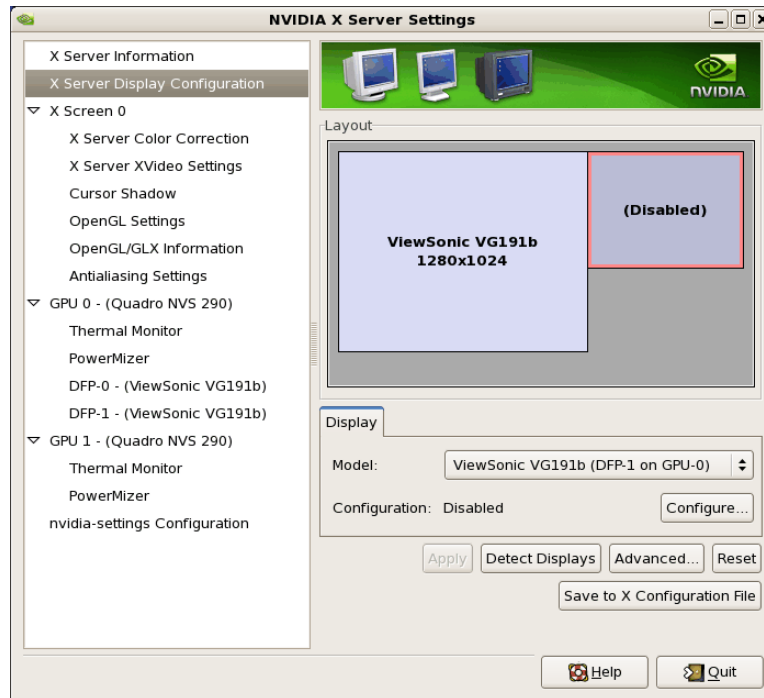 NVIDIA X Server Settings
X Server Information
X Server Display Configuration
X Screen 0
X Server Color Correction
X Server XVideo Settings
Cursor Shadow
OpenGL Settings
OpenGL/GLX Information
Antialiasing Settings
GPU 0 - (Quadro NVS 290)
Thermal Monitor
PowerMizer
DFP-0 - (ViewSonic VG191b)
DFP-1 - (ViewSonic VG191b)
GPU 1 - (Quadro NVS 290)
Thermal Monitor
PowerMizer
nvidia-settings Configuration
NVIDIA
Layout
ViewSonic VG191b
1280x1024
(Disabled)
Display
Model: ViewSonic VG191b (DFP-1 on GPU-0)
Configuration: Disabled Configure...
Apply Detect Displays Advanced... Reset
Save to X Configuration File
Help Quit